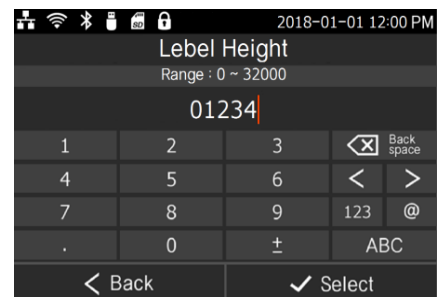 2018-01-01 12:00 PM
Lebel Height
Range : 0 ~ 32000
01234
1 2 3 Back space
4 5 6 < >
7 8 9 123 @
. 0 ± ABC
< Back ✓ Select